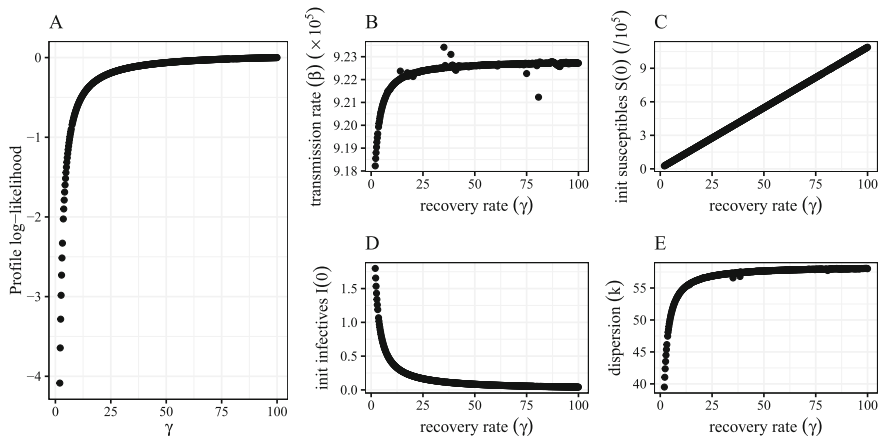 A
Profile log−likelihood
0
−1
−2
−3
−4
0 25 50 75 100
γ
B
transmission rate (β) (×10⁵)
9.23
9.22
9.21
9.20
9.19
9.18
0 25 50 75 100
recovery rate (γ)
C
init susceptibles S(0) (/10⁵)
9
6
3
0
0 25 50 75 100
recovery rate (γ)
D
init infectives I(0)
1.5
1.0
0.5
0.0
0 25 50 75 100
recovery rate (γ)
E
dispersion (k)
55
50
45
40
0 25 50 75 100
recovery rate (γ)